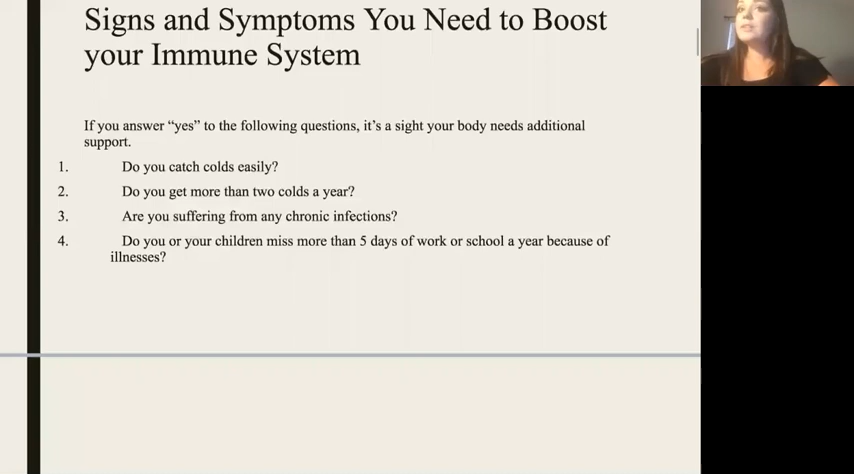 Signs and Symptoms You Need to Boost
your Immune System
If you answer “yes” to the following questions, it’s a sight your body needs additional
support.
1. Do you catch colds easily?
2. Do you get more than two colds a year?
3. Are you suffering from any chronic infections?
4. Do you or your children miss more than 5 days of work or school a year because of
illnesses?